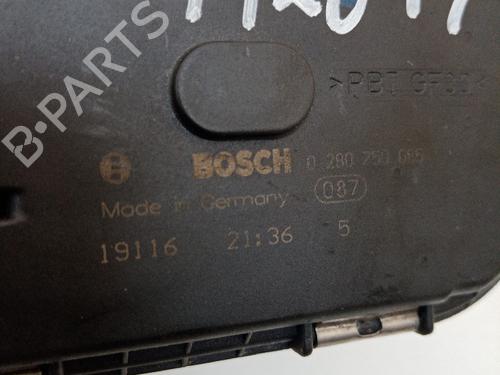 >PBT GF30<
BOSCH 0 280 750 085
Made in Germany 087
19116 21:36 5
B-PARTS